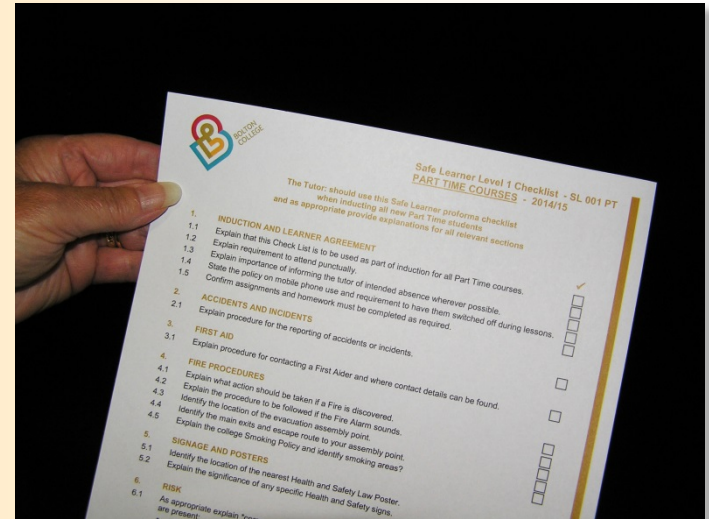 BOLTON
COLLEGE
Safe Learner Level 1 Checklist - SL 001 PT
PART TIME COURSES - 2014/15
The Tutor: should use this Safe Learner proforma checklist
when inducting all new Part Time students
and as appropriate provide explanations for all relevant sections
1. INDUCTION AND LEARNER AGREEMENT
1.1 Explain that this Check List is to be used as part of induction for all Part Time courses.
1.2 Explain requirement to attend punctually.
1.3 Explain importance of informing the tutor of intended absence wherever possible.
1.4 State the policy on mobile phone use and requirement to have them switched off during lessons.
1.5 Confirm assignments and homework must be completed as required.
2. ACCIDENTS AND INCIDENTS
2.1 Explain procedure for the reporting of accidents or incidents.
3. FIRST AID
3.1 Explain procedure for contacting a First Aider and where contact details can be found.
4. FIRE PROCEDURES
4.1 Explain what action should be taken if a Fire is discovered.
4.2 Explain the procedure to be followed if the Fire Alarm sounds.
4.3 Identify the location of the evacuation assembly point.
4.4 Identify the main exits and escape route to your assembly point.
4.5 Explain the college Smoking Policy and identify smoking areas?
5. SIGNAGE AND POSTERS
5.1 Identify the location of the nearest Health and Safety Law Poster.
5.2 Explain the significance of any specific Health and Safety signs.
6. RISK
6.1 As appropriate explain
are present: